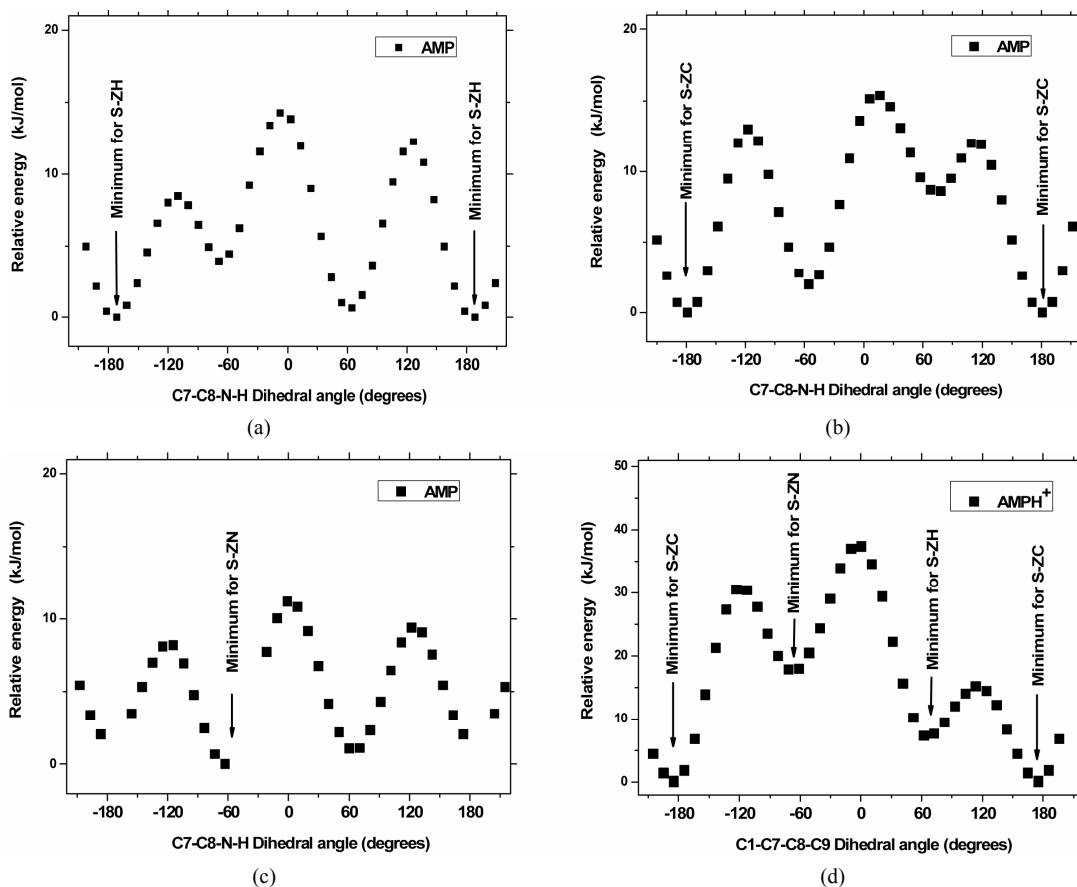 20
AMP
Minimum for S-ZH
Minimum for S-ZH
10
0
Relative energy (kJ/mol)
-180 -120 -60 0 60 120 180
C7-C8-N-H Dihedral angle (degrees)
(a)
20
AMP
Minimum for S-ZC
Minimum for S-ZC
10
0
Relative energy (kJ/mol)
-180 -120 -60 0 60 120 180
C7-C8-N-H Dihedral angle (degrees)
(b)
20
AMP
Minimum for S-ZN
10
0
Relative energy (kJ/mol)
-180 -120 -60 0 60 120 180
C7-C8-N-H Dihedral angle (degrees)
(c)
50
AMPH+
Minimum for S-ZC
Minimum for S-ZN
Minimum for S-ZH
Minimum for S-ZC
40
30
20
10
0
Relative energy (kJ/mol)
-180 -120 -60 0 60 120 180
C1-C7-C8-C9 Dihedral angle (degrees)
(d)